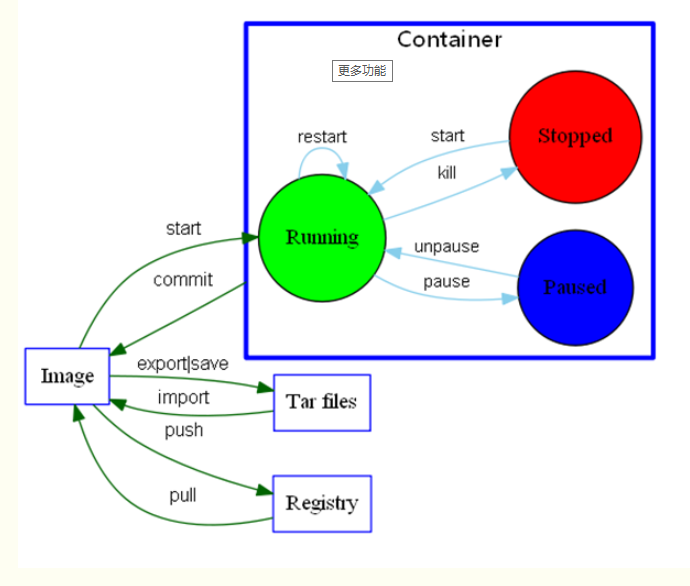 Container
更多功能
restart
start
Stopped
kill
Running
start
unpause
commit
pause
Paused
export|save
Image
import
Tar files
push
pull
Registry